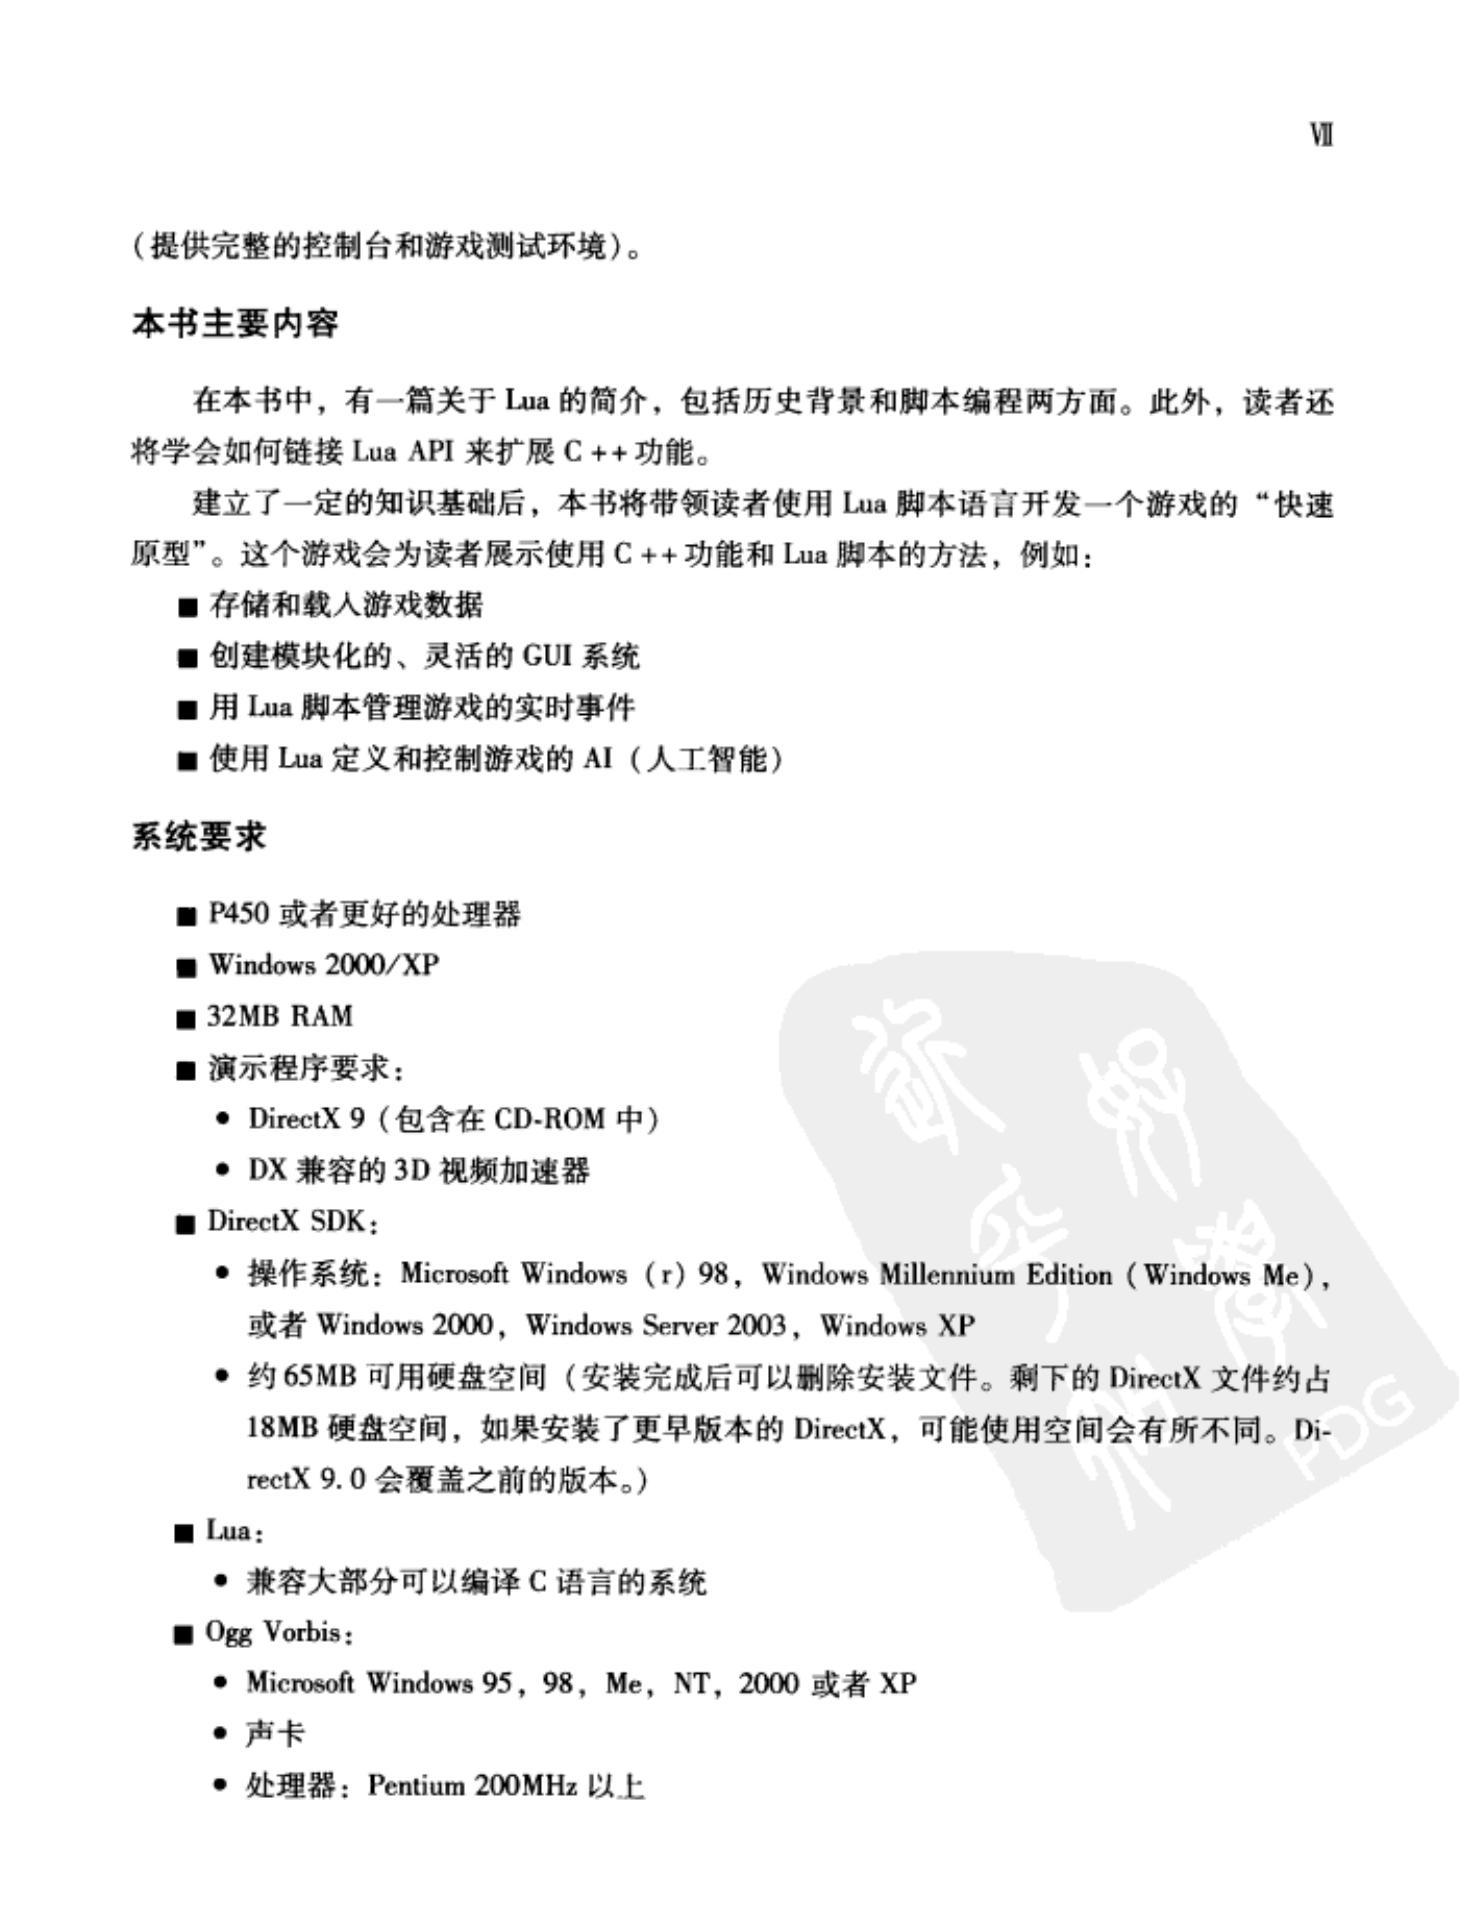 Ⅶ
（提供完整的控制台和游戏测试环境）。
本书主要内容
在本书中，有一篇关于 Lua 的简介，包括历史背景和脚本编程两方面。此外，读者还
将学会如何链接 Lua API 来扩展 C ++功能。
建立了一定的知识基础后，本书将带领读者使用 Lua 脚本语言开发一个游戏的“快速
原型”。这个游戏会为读者展示使用 C ++功能和 Lua 脚本的方法，例如：
■ 存储和载入游戏数据
■ 创建模块化的、灵活的 GUI 系统
■ 用 Lua 脚本管理游戏的实时事件
■ 使用 Lua 定义和控制游戏的 AI（人工智能）
系统要求
■ P450 或者更好的处理器
■ Windows 2000/XP
■ 32MB RAM
■ 演示程序要求：
● DirectX 9（包含在 CD-ROM 中）
● DX 兼容的 3D 视频加速器
■ DirectX SDK：
● 操作系统：Microsoft Windows（r）98，Windows Millennium Edition（Windows Me），
或者 Windows 2000，Windows Server 2003，Windows XP
● 约 65MB 可用硬盘空间（安装完成后可以删除安装文件。剩下的 DirectX 文件约占
18MB 硬盘空间，如果安装了更早版本的 DirectX，可能使用空间会有所不同。Di-
rectX 9.0 会覆盖之前的版本。）
■ Lua：
● 兼容大部分可以编译 C 语言的系统
■ Ogg Vorbis：
● Microsoft Windows 95，98，Me，NT，2000 或者 XP
● 声卡
● 处理器：Pentium 200MHz 以上
PDG